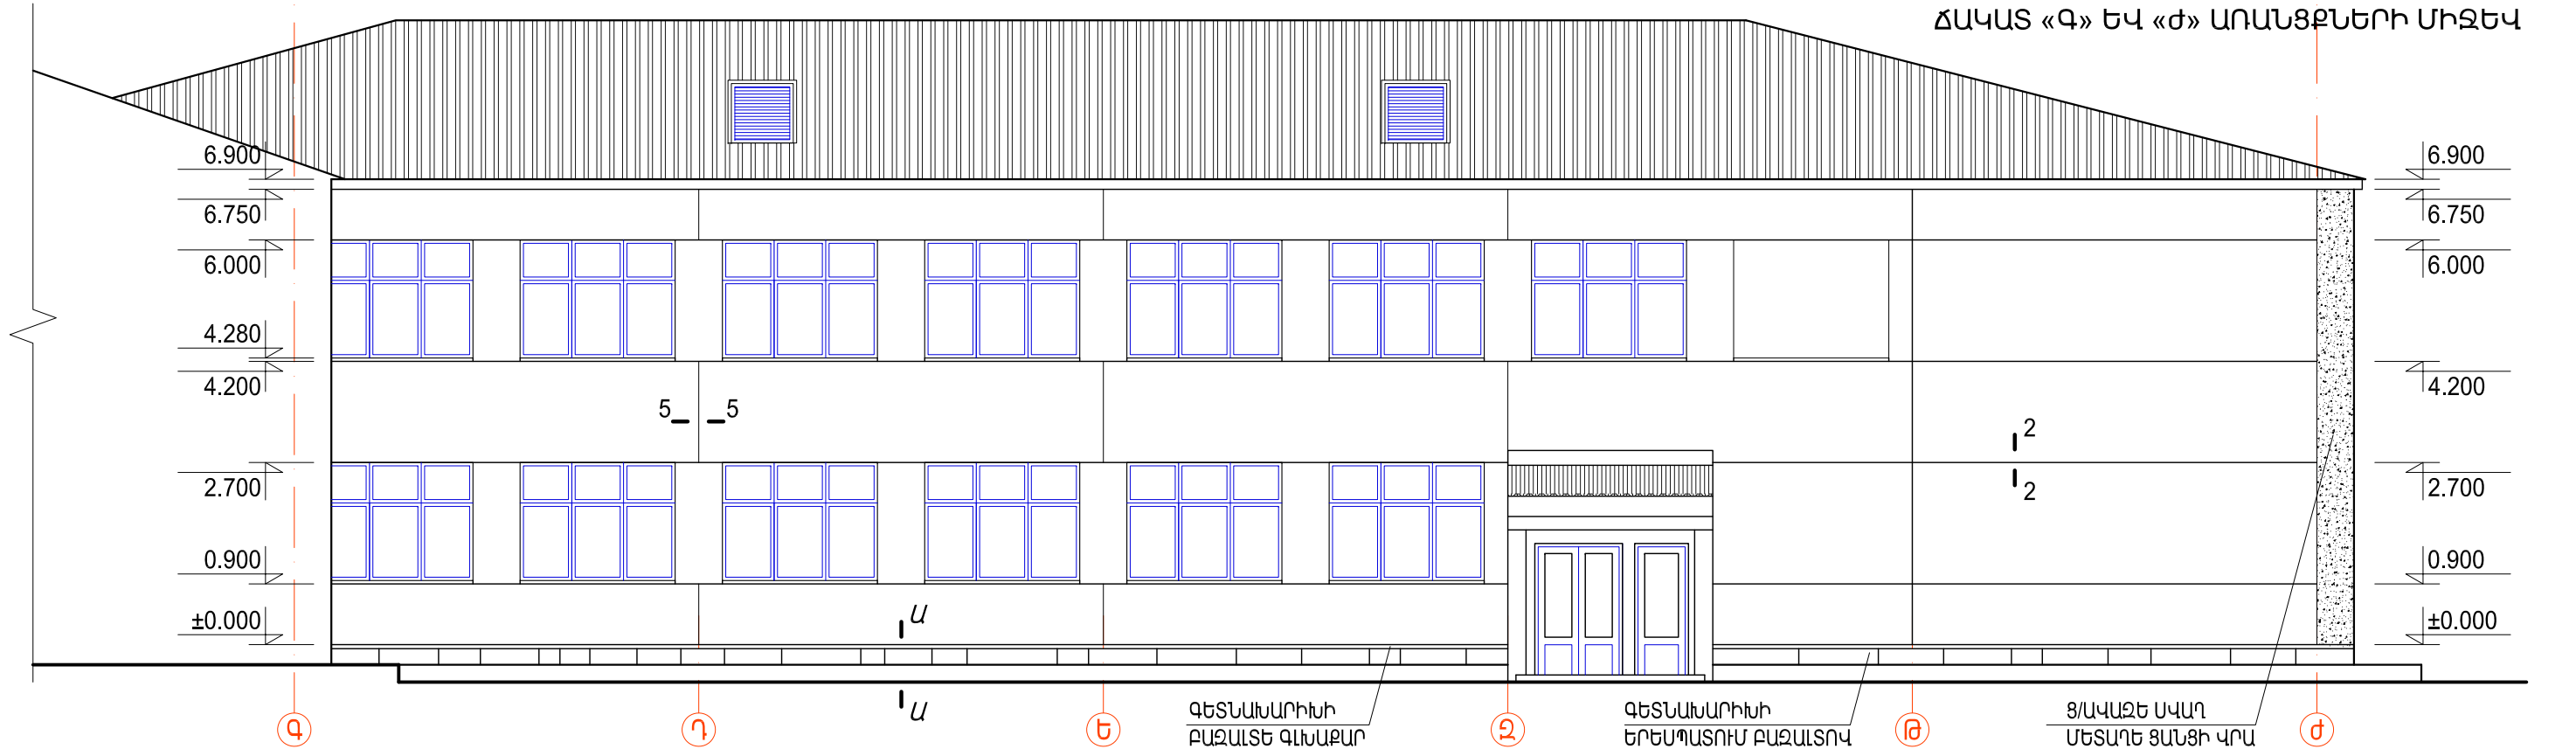 ՃԱԿԱՏ «Գ» ԵՎ «Ժ» ԱՌԱՆՑՔՆԵՐԻ ՄԻՋԵՎ
6.900
6.900
6.750
6.750
6.000
6.000
4.280
4.200
4.200
5 5
2
2.700
2.700
2
0.900
0.900
Ա
±0.000
±0.000
Ա
ԳԵՏՆԱԽԱՐԻԽԻ
ԲԱԶԱԼՏԵ ԳԼԽԱՔԱՐ
ԳԵՏՆԱԽԱՐԻԽԻ
ԵՐԵՍՊԱՏՈՒՄ ԲԱԶԱԼՏՈՎ
Ց/ԱՎԱԶԵ ՍՎԱՂ
ՄԵՏԱՂԵ ՑԱՆՑԻ ՎՐԱ
Գ Դ Ե Զ Թ Ժ